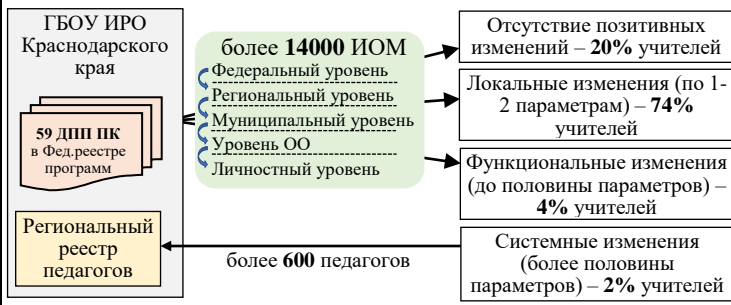 ГБОУ ИРО
Краснодарского
края
59 ДПП ПК
в Фед.реестре
программ
Региональный
реестр
педагогов
более 14000 ИОМ
Федеральный уровень
Региональный уровень
Муниципальный уровень
Уровень ОО
Личностный уровень
более 600 педагогов
Отсутствие позитивных
изменений – 20% учителей
Локальные изменения (по 1-
2 параметрам) – 74%
учителей
Функциональные изменения
(до половины параметров) –
4% учителей
Системные изменения
(более половины
параметров) – 2% учителей